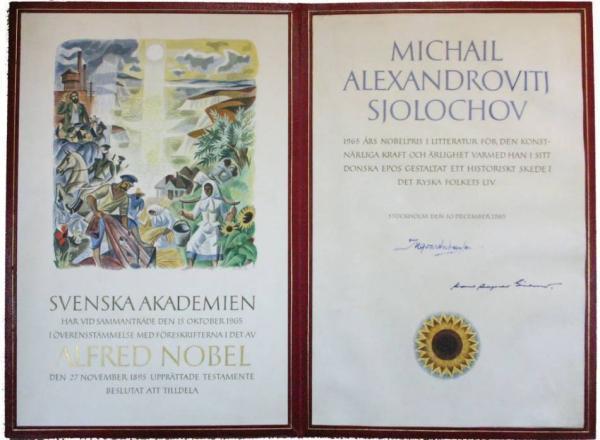 SVENSKA AKADEMIEN
HAR VID SAMMANTRÄDE DEN 15 OKTOBER 1965
I ÖVERENSSTÄMMELSE MED FÖRESKRIFTERNA I DET AV
ALFRED NOBEL
DEN 27 NOVEMBER 1895 UPPRÄTTADE TESTAMENTE
BESLUTAT ATT TILLDELA
MICHAIL
ALEXANDROVITJ
SJOLOCHOV
1965 ÅRS NOBELPRIS I LITTERATUR FÖR DEN KONST-
NÄRLIGA KRAFT OCH ÄRLIGHET VARMED HAN I SITT
DONSKA EPOS GESTALTAT ETT HISTORISKT SKEDE I
DET RYSKA FOLKETS LIV
STOCKHOLM DEN 10 DECEMBER 1965